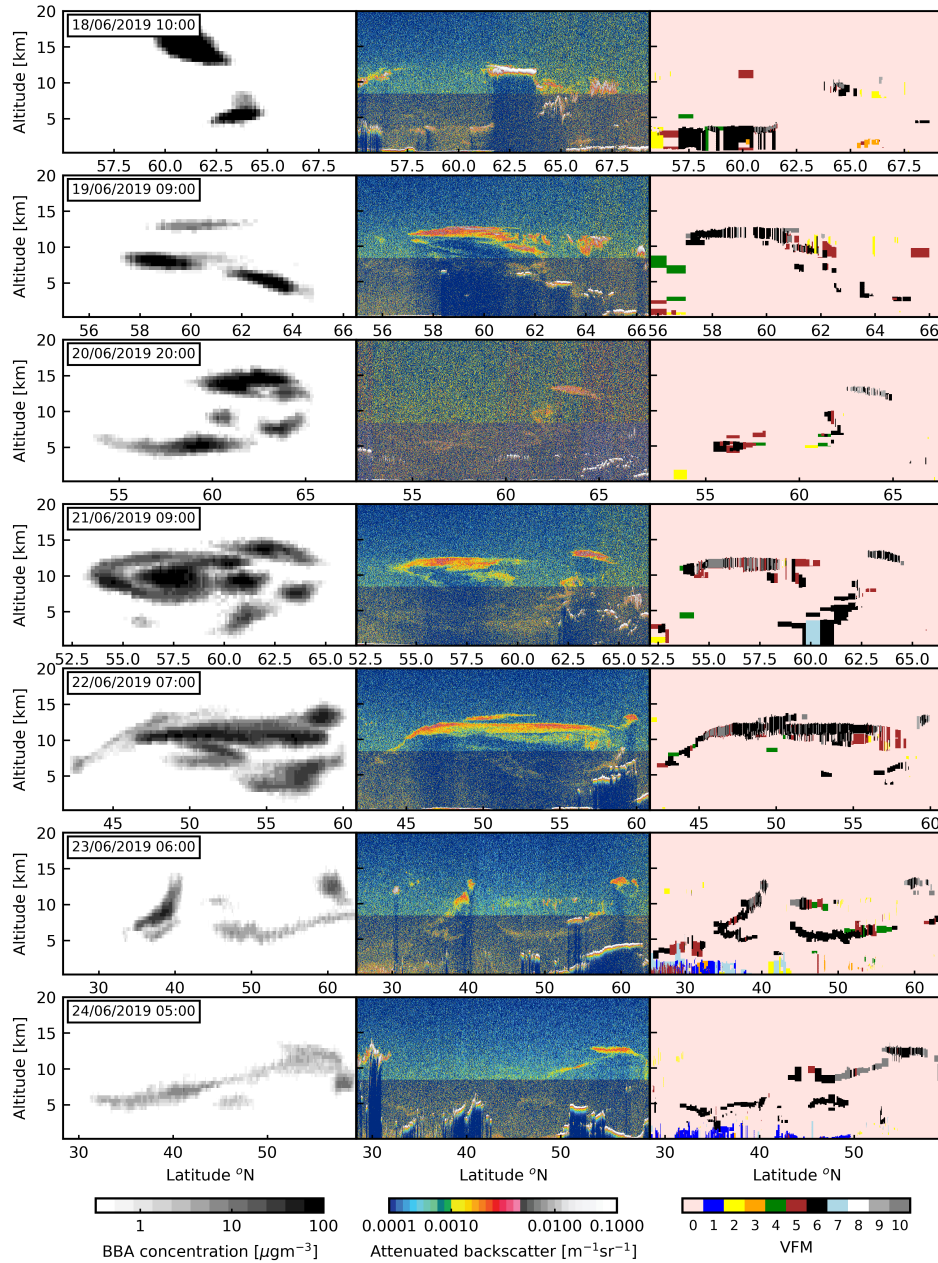 18/06/2019 10:00
Altitude [km]
20
15
10
5
57.5 60.0 62.5 65.0 67.5
57.5 60.0 62.5 65.0 67.5
57.5 60.0 62.5 65.0 67.5
19/06/2019 09:00
Altitude [km]
20
15
10
5
56 58 60 62 64 66
56 58 60 62 64 66
56 58 60 62 64 66
20/06/2019 20:00
Altitude [km]
20
15
10
5
55 60 65
55 60 65
55 60 65
21/06/2019 09:00
Altitude [km]
20
15
10
5
52.5 55.0 57.5 60.0 62.5 65.0
52.5 55.0 57.5 60.0 62.5 65.0
52.5 55.0 57.5 60.0 62.5 65.0
22/06/2019 07:00
Altitude [km]
20
15
10
5
45 50 55 60
45 50 55 60
45 50 55 60
23/06/2019 06:00
Altitude [km]
20
15
10
5
30 40 50 60
30 40 50 60
30 40 50 60
24/06/2019 05:00
Altitude [km]
20
15
10
5
30 40 50
30 40 50
30 40 50
Latitude °N
Latitude °N
Latitude °N
1 10 100
BBA concentration [μgm⁻³]
0.0001 0.0010 0.0100 0.1000
Attenuated backscatter [m⁻¹sr⁻¹]
0 1 2 3 4 5 6 7 8 9 10
VFM